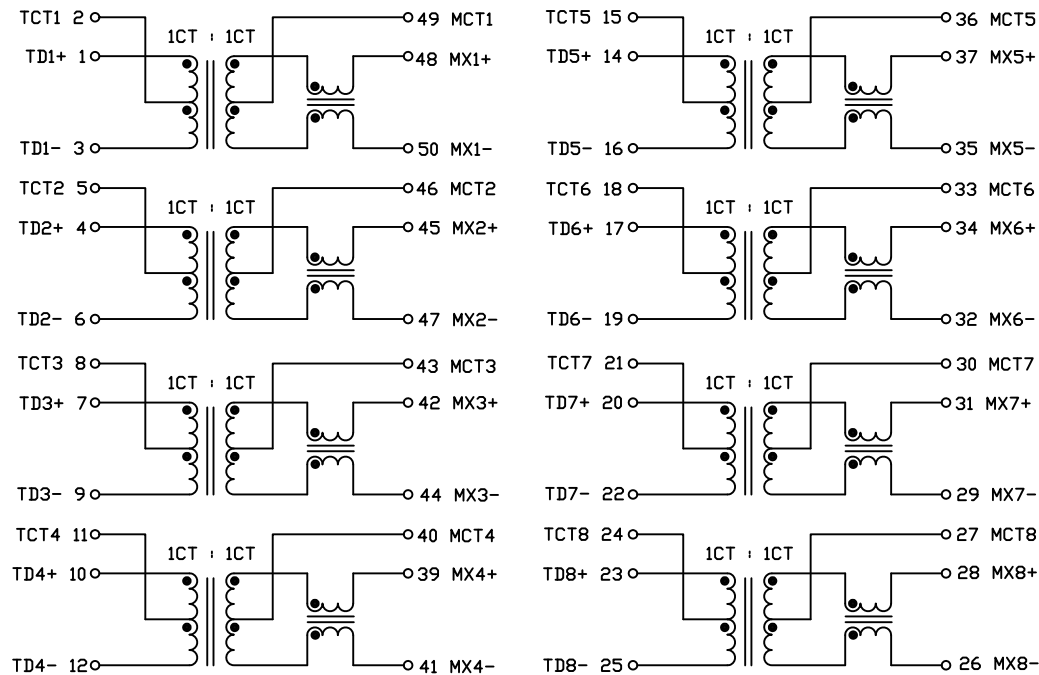 TCT1 2 49 MCT1
1CT : 1CT
TD1+ 1 48 MX1+
TD1- 3 50 MX1-
TCT2 5 46 MCT2
1CT : 1CT
TD2+ 4 45 MX2+
TD2- 6 47 MX2-
TCT3 8 43 MCT3
1CT : 1CT
TD3+ 7 42 MX3+
TD3- 9 44 MX3-
TCT4 11 40 MCT4
1CT : 1CT
TD4+ 10 39 MX4+
TD4- 12 41 MX4-
TCT5 15 36 MCT5
1CT : 1CT
TD5+ 14 37 MX5+
TD5- 16 35 MX5-
TCT6 18 33 MCT6
1CT : 1CT
TD6+ 17 34 MX6+
TD6- 19 32 MX6-
TCT7 21 30 MCT7
1CT : 1CT
TD7+ 20 31 MX7+
TD7- 22 29 MX7-
TCT8 24 27 MCT8
1CT : 1CT
TD8+ 23 28 MX8+
TD8- 25 26 MX8-